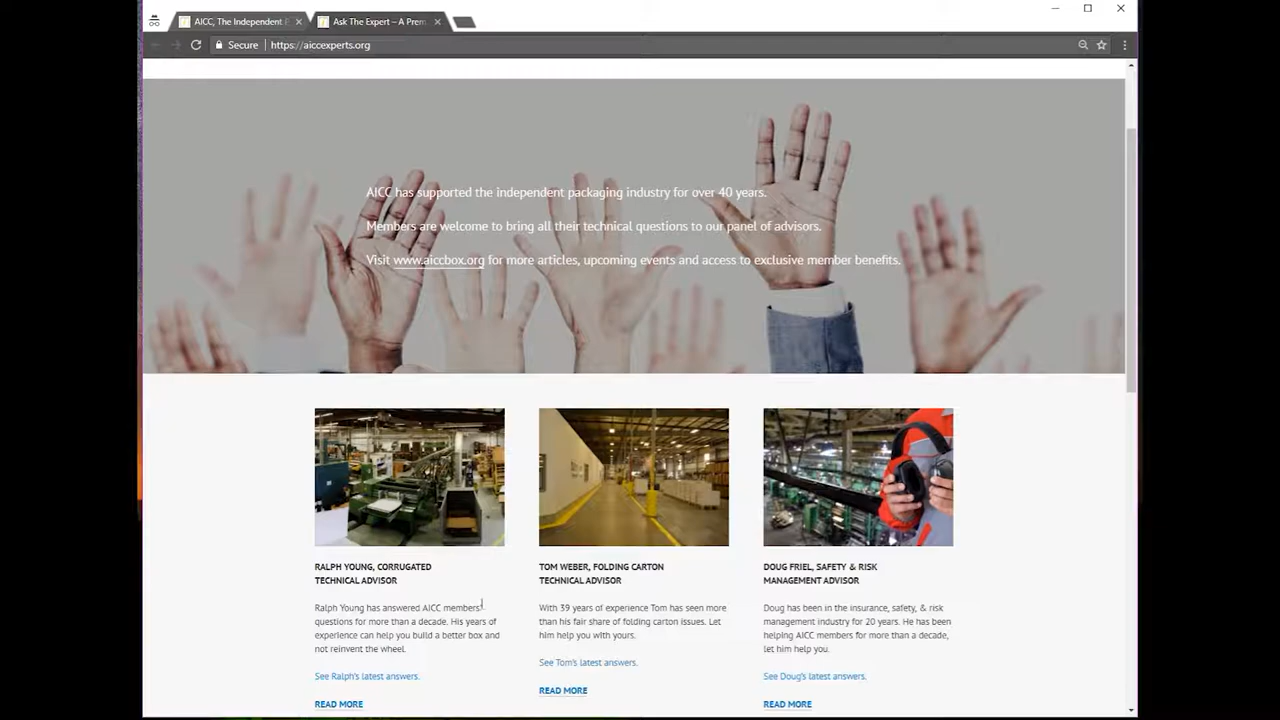 AICC, The Independent
Ask The Expert – A Prem
Secure
https://aiccexperts.org
AICC has supported the independent packaging industry for over 40 years.
Members are welcome to bring all their technical questions to our panel of advisors.
Visit www.aiccbox.org for more articles, upcoming events and access to exclusive member benefits.
RALPH YOUNG, CORRUGATED
TECHNICAL ADVISOR
Ralph Young has answered AICC members'
questions for more than a decade. His years of
experience can help you build a better box and
not reinvent the wheel.
See Ralph's latest answers.
READ MORE
TOM WEBER, FOLDING CARTON
TECHNICAL ADVISOR
With 39 years of experience Tom has seen more
than his fair share of folding carton issues. Let
him help you with yours.
See Tom's latest answers.
READ MORE
DOUG FRIEL, SAFETY & RISK
MANAGEMENT ADVISOR
Doug has been in the insurance, safety, & risk
management industry for 20 years. He has been
helping AICC members for more than a decade,
let him help you.
See Doug's latest answers.
READ MORE